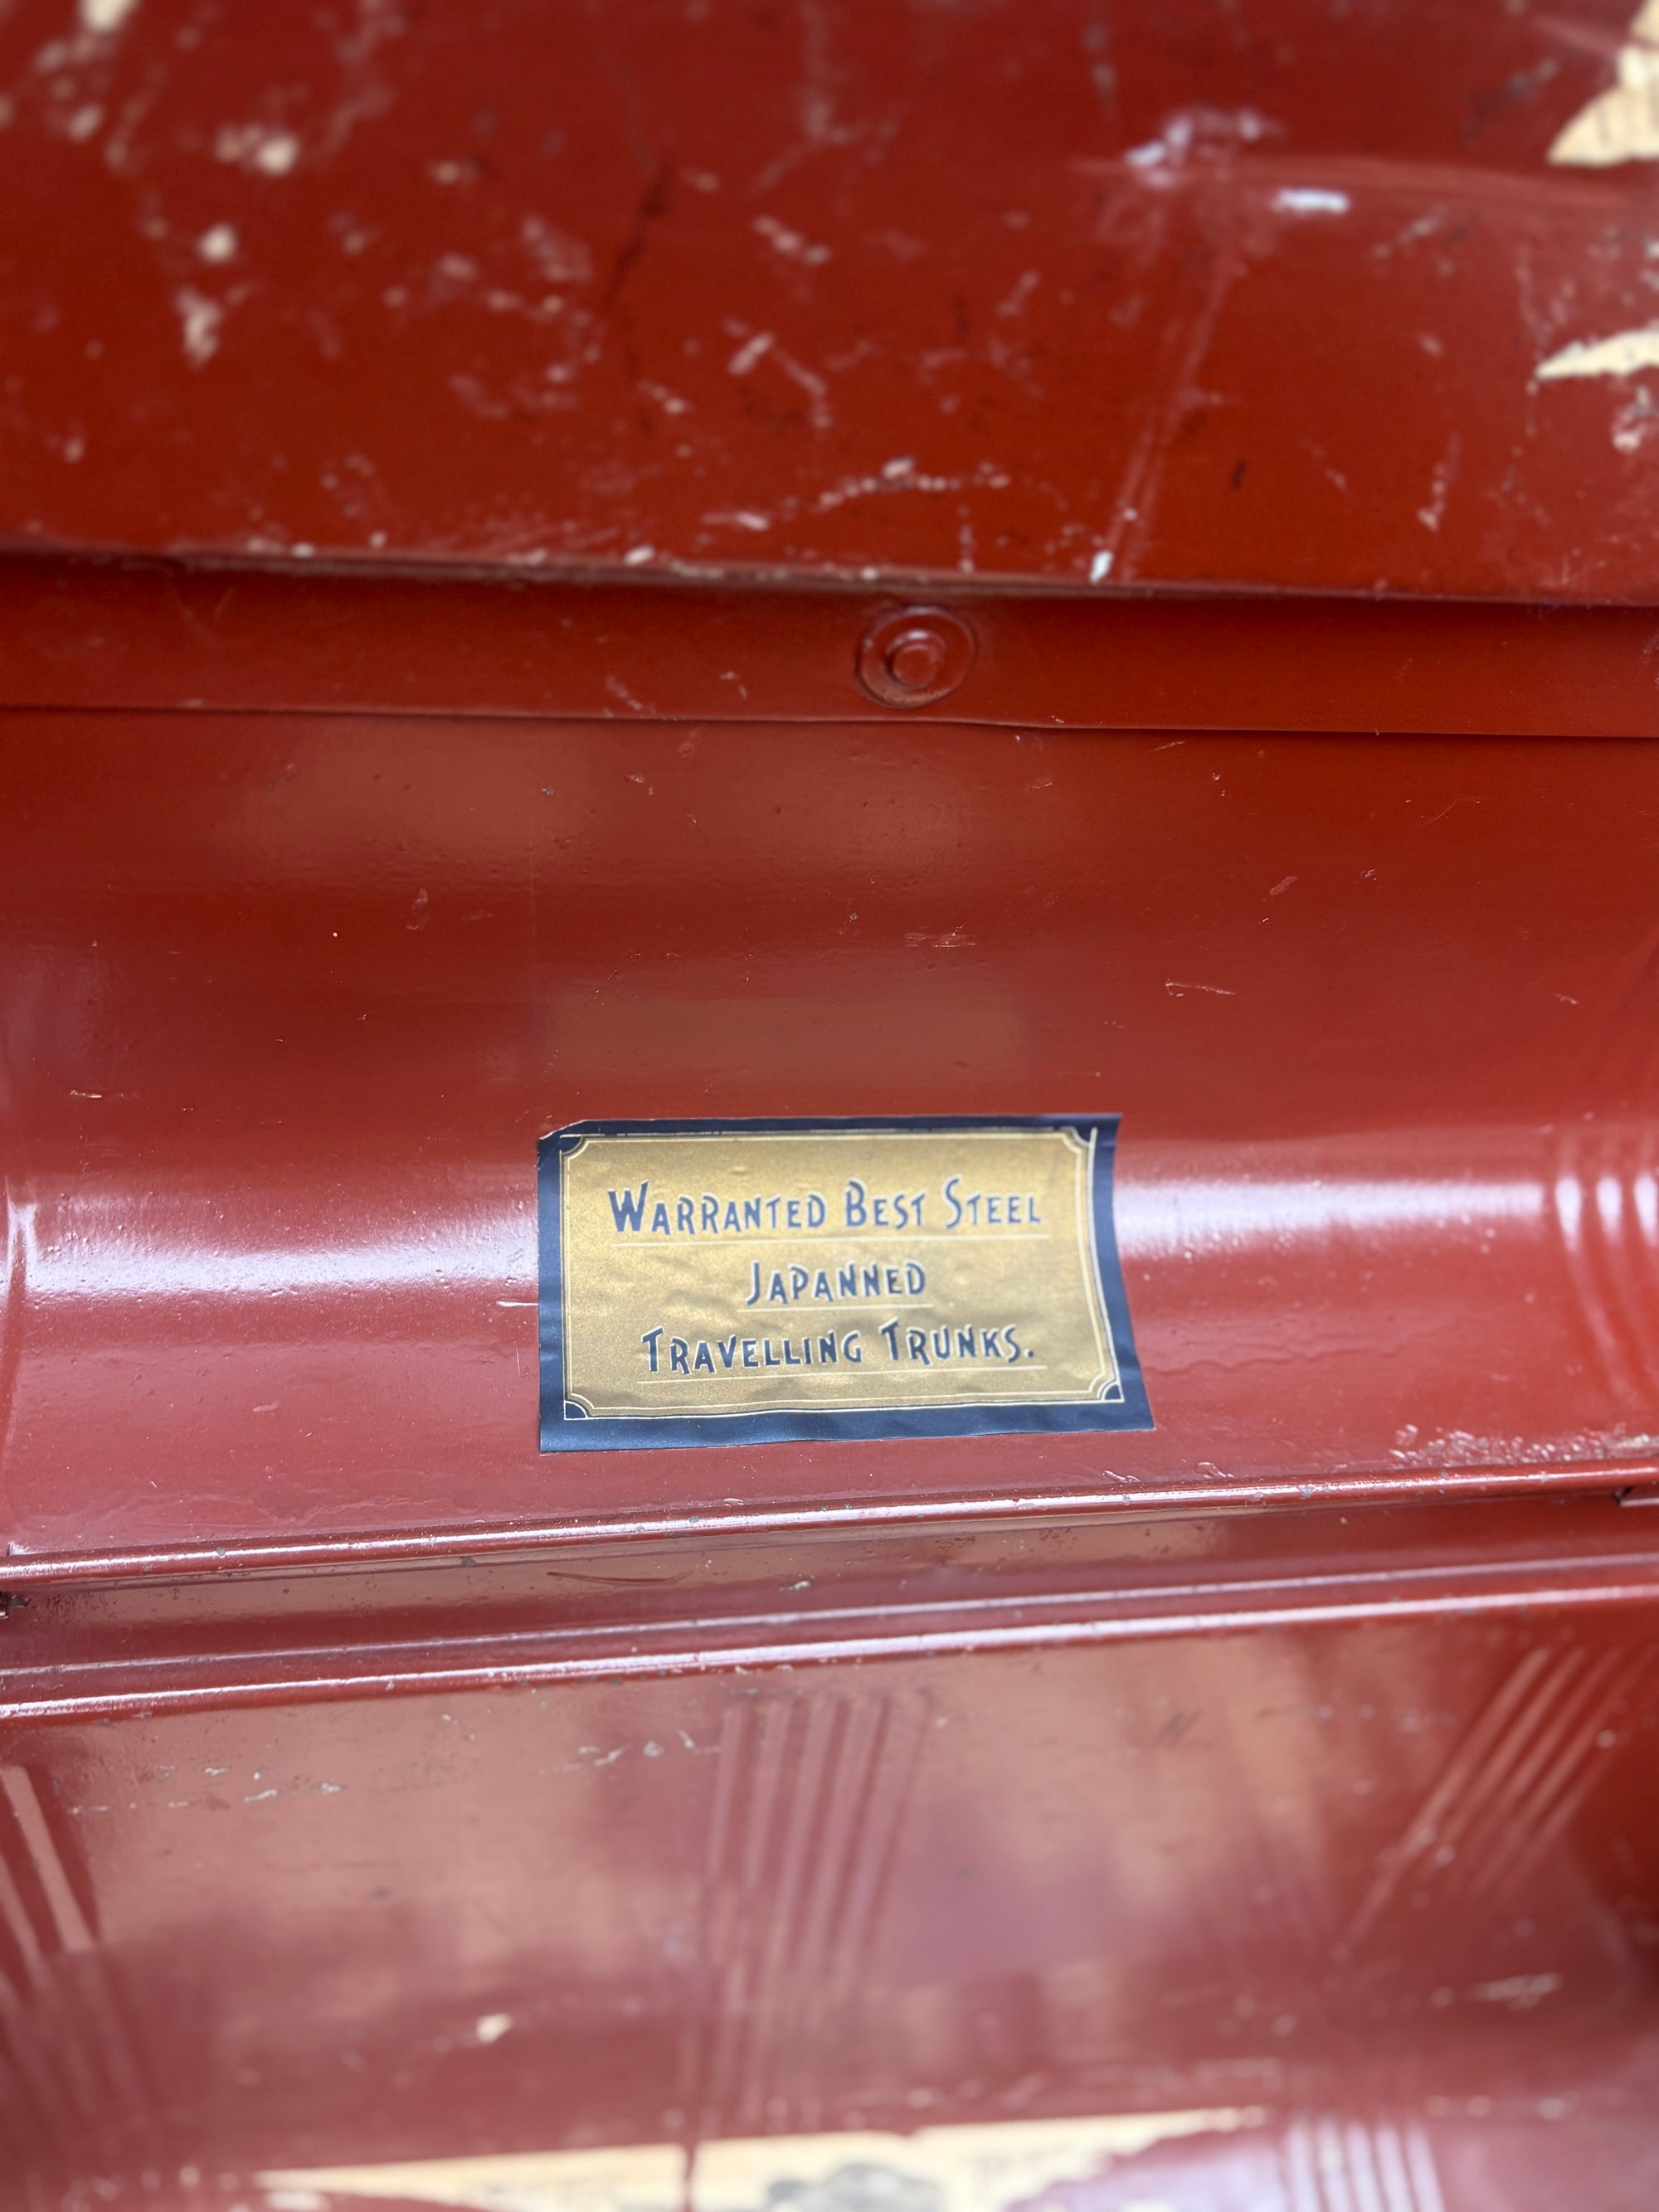 WARRANTED BEST STEEL
JAPANNED
TRAVELLING TRUNKS.